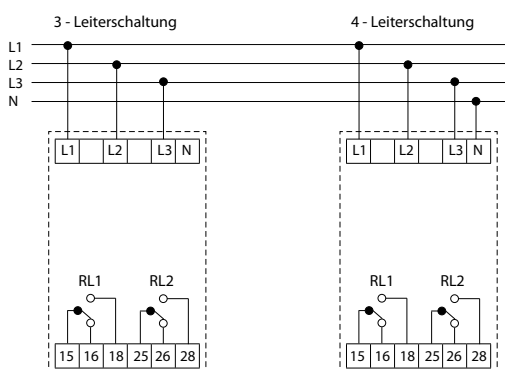 3 - Leiterschaltung 4 - Leiterschaltung
L1
L2
L3
N
L1 L2 L3 N L1 L2 L3 N
RL1 RL2 RL1 RL2
15 16 18 25 26 28 15 16 18 25 26 28